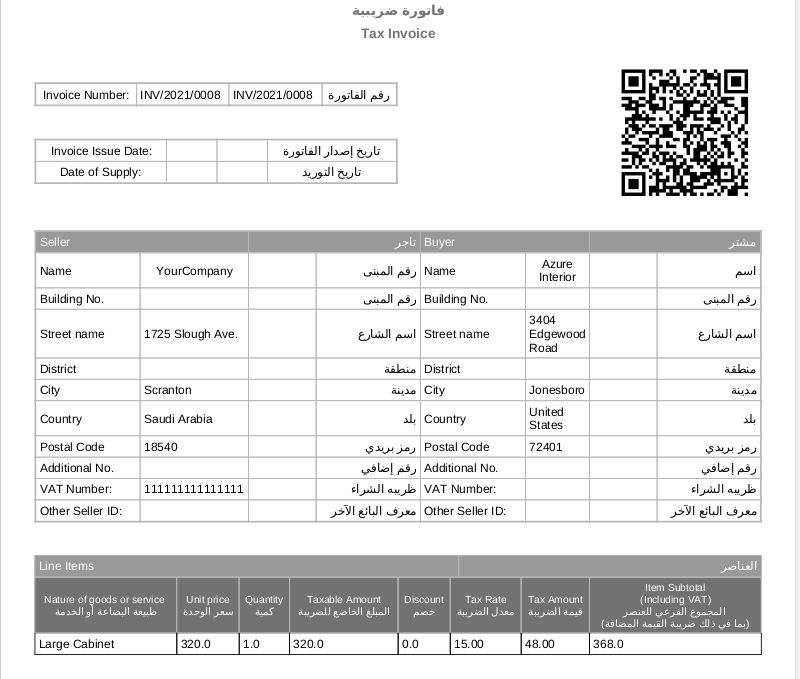 فاتورة ضريبية
Tax Invoice
Invoice Number: INV/2021/0008 INV/2021/0008 رقم الفاتورة
Invoice Issue Date: تاريخ إصدار الفاتورة
Date of Supply: تاريخ التوريد
Seller تاجر Buyer مشتر
Name YourCompany رقم المبنى Name Azure Interior اسم
Building No. رقم المبنى Building No. رقم المبنى
Street name 1725 Slough Ave. اسم الشارع Street name 3404 Edgewood Road اسم الشارع
District منطقة District منطقة
City Scranton مدينة City Jonesboro مدينة
Country Saudi Arabia بلد Country United States بلد
Postal Code 18540 رمز بريدي Postal Code 72401 رمز بريدي
Additional No. رقم إضافي Additional No. رقم إضافي
VAT Number: 111111111111111 ظريبه الشراء VAT Number: ظريبه الشراء
Other Seller ID: معرف البائع الآخر Other Seller ID: معرف البائع الآخر
Line Items العناصر
Nature of goods or service طبيعة البضاعة أو الخدمة
Unit price سعر الوحدة
Quantity كمية
Taxable Amount المبلغ الخاضع للضريبة
Discount خصم
Tax Rate معدل الضريبة
Tax Amount قيمة الضريبة
Item Subtotal
(Including VAT)
المجموع الفرعي للعنصر
(بما في ذلك ضريبة القيمة المضافة)
Large Cabinet 320.0 1.0 320.0 0.0 15.00 48.00 368.0